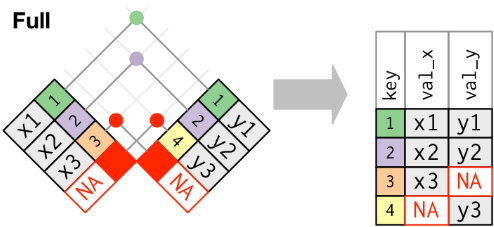 Full
1 x1
2 x2
3 x3
NA
1 y1
2 y2
4 y3
NA
key val_x val_y
1 x1 y1
2 x2 y2
3 x3 NA
4 NA y3